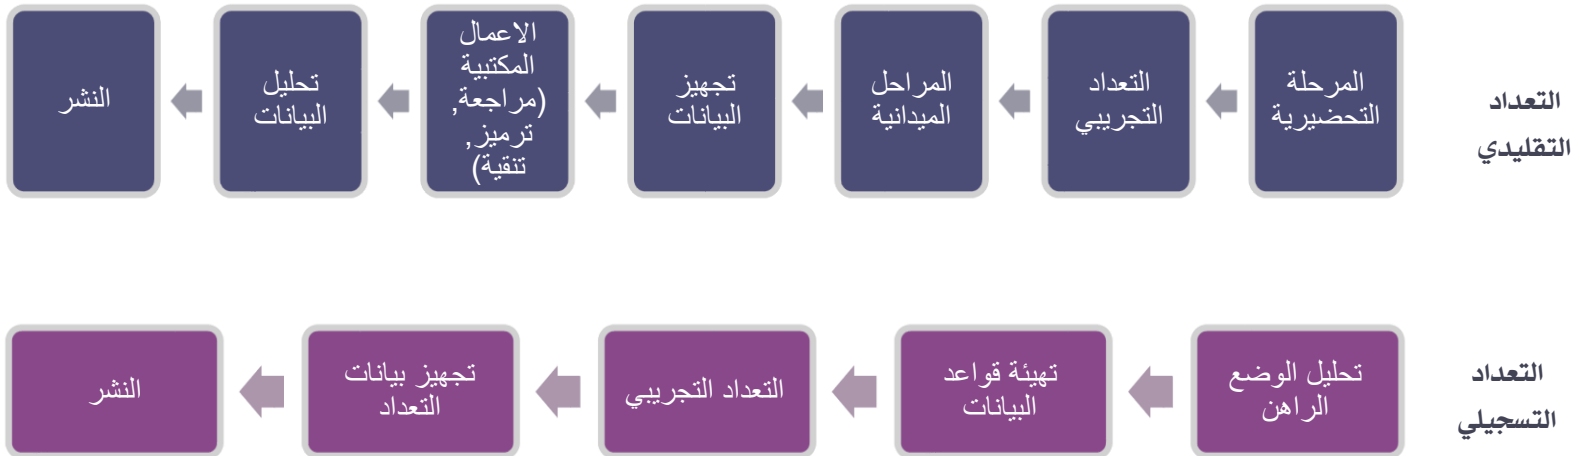 التعداد
التقليدي
المرحلة
التحضيرية
التعداد
التجريبي
المراحل
الميدانية
تجهيز
البيانات
الاعمال
المكتبية
(مراجعة,
ترميز,
تنقية)
تحليل
البيانات
النشر
التعداد
التسجيلي
تحليل الوضع
الراهن
تهيئة قواعد
البيانات
التعداد التجريبي
تجهيز بيانات
التعداد
النشر